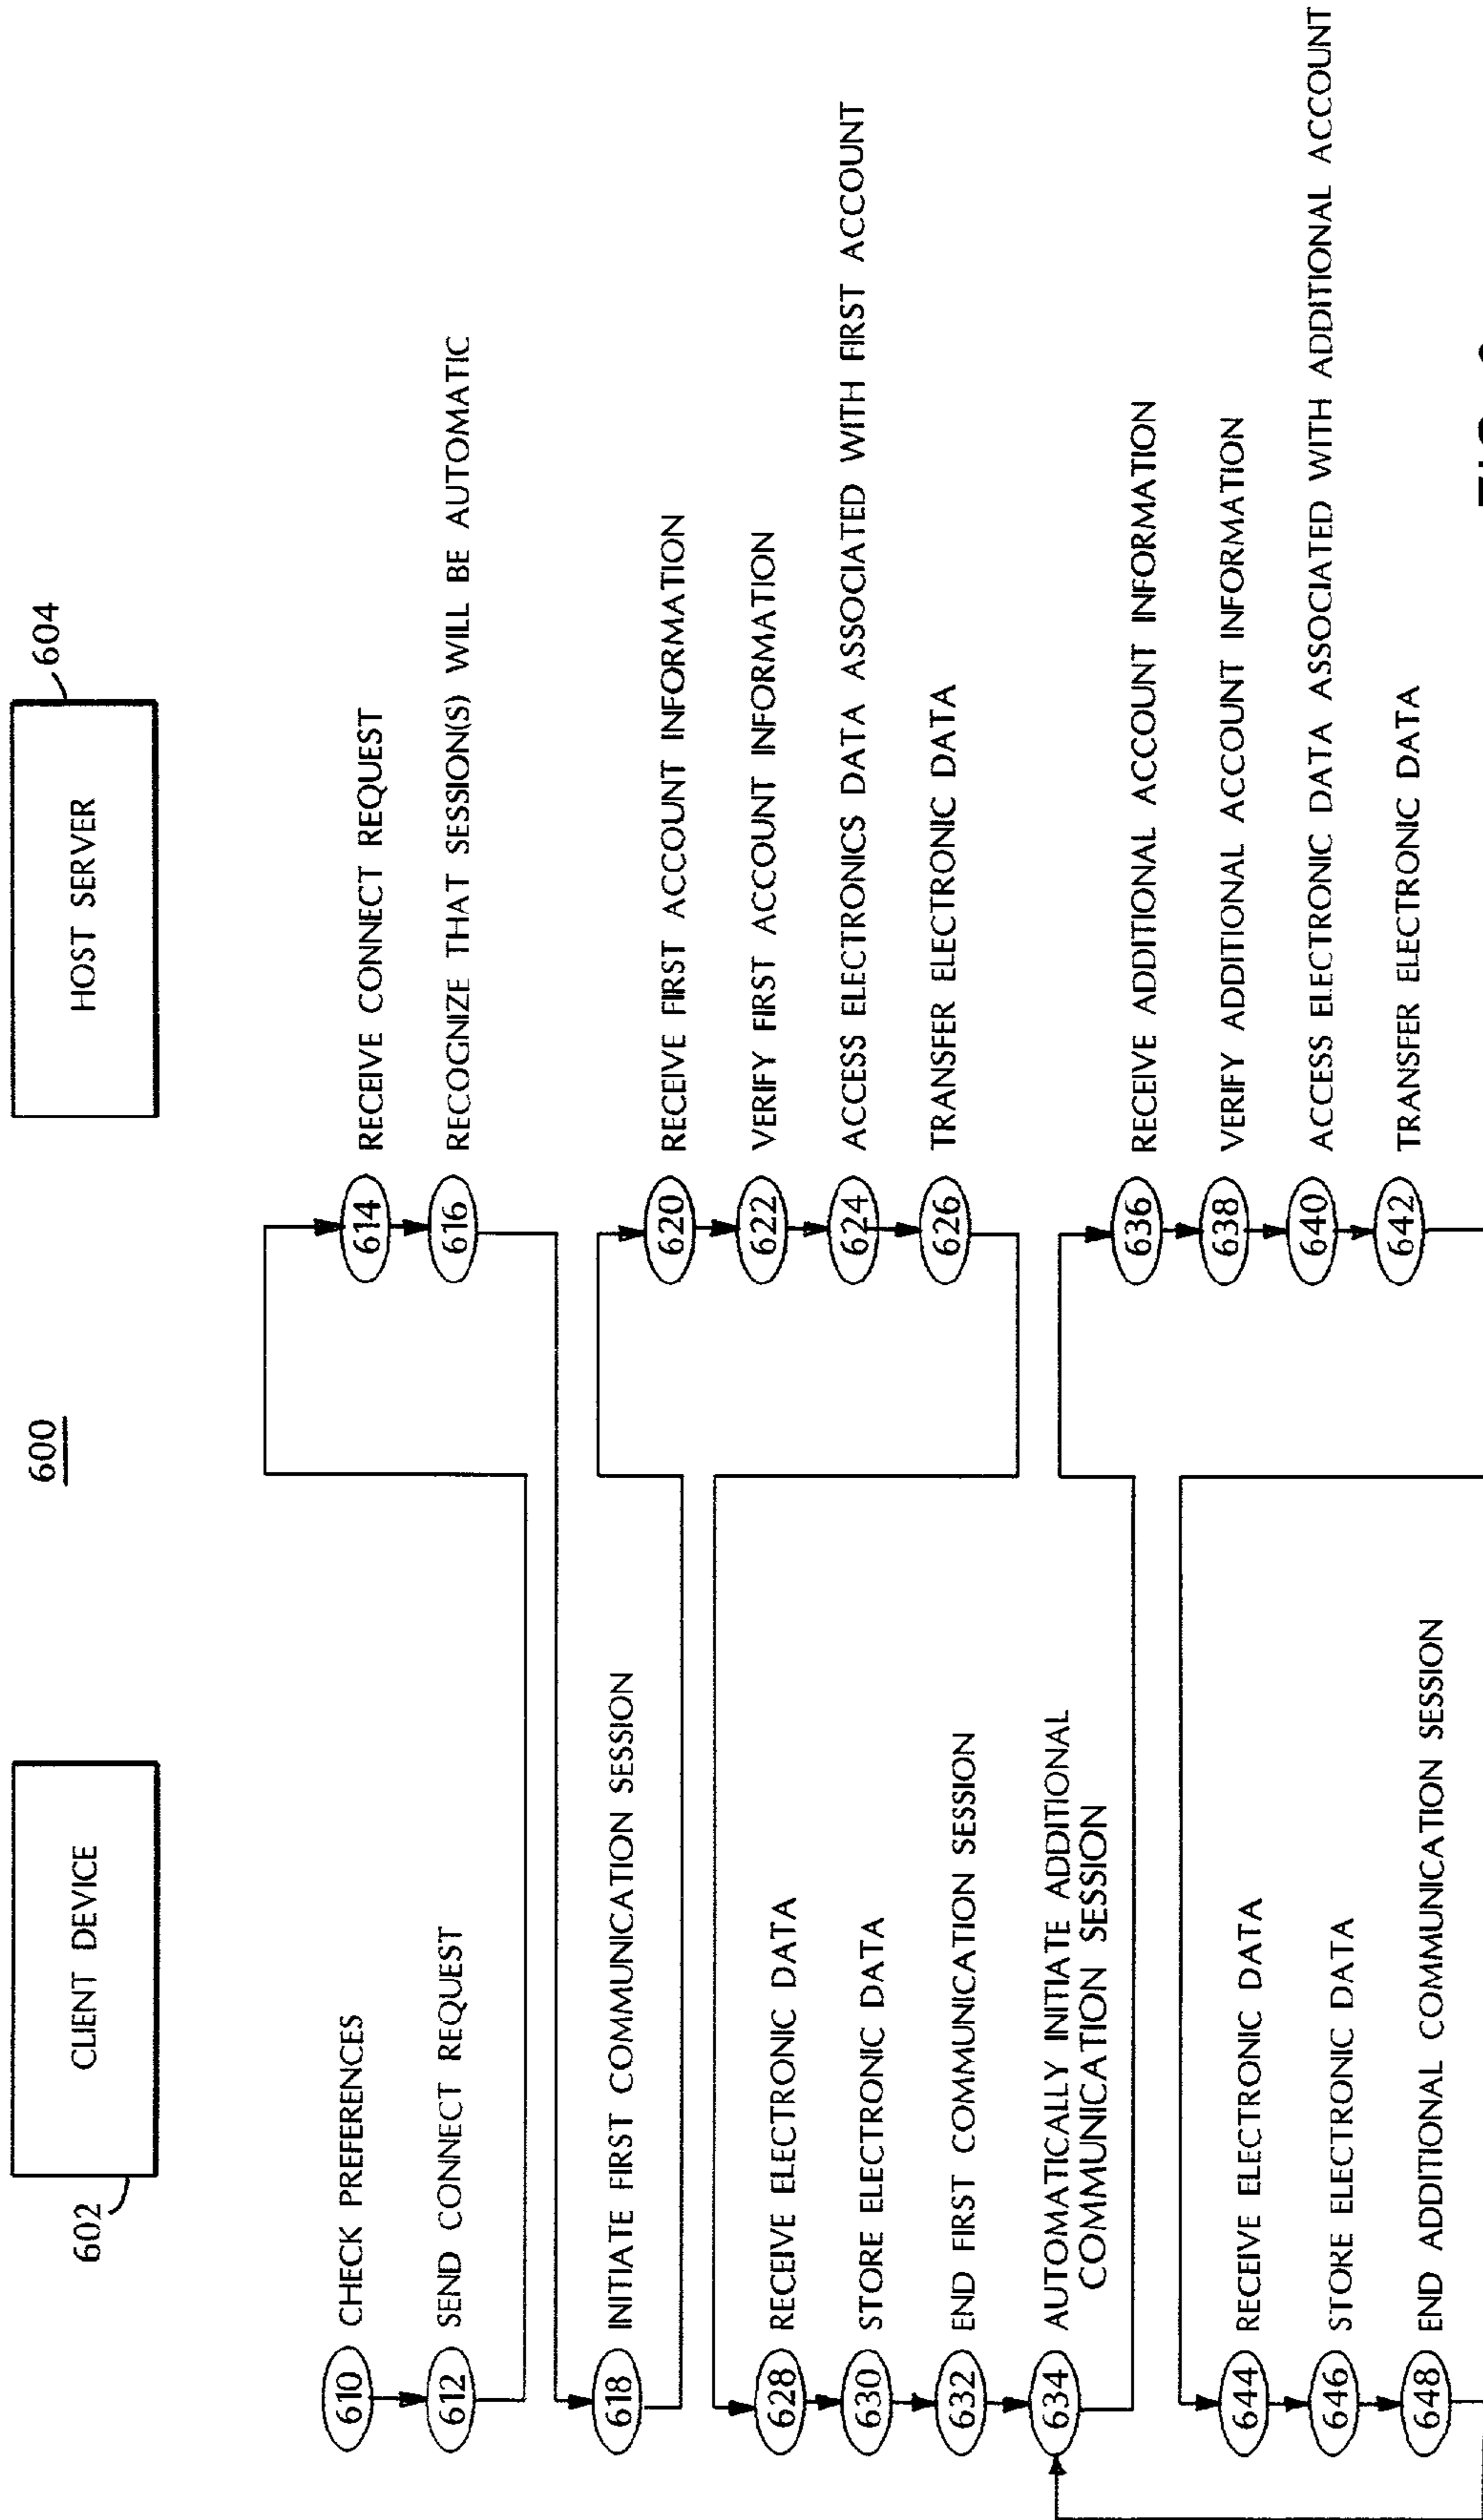 600
CLIENT DEVICE
602
HOST SERVER
604
610 CHECK PREFERENCES
612 SEND CONNECT REQUEST
614 RECEIVE CONNECT REQUEST
616 RECOGNIZE THAT SESSION(S) WILL BE AUTOMATIC
618 INITIATE FIRST COMMUNICATION SESSION
620 RECEIVE FIRST ACCOUNT INFORMATION
622 VERIFY FIRST ACCOUNT INFORMATION
624 ACCESS ELECTRONICS DATA ASSOCIATED WITH FIRST ACCOUNT
626 TRANSFER ELECTRONIC DATA
628 RECEIVE ELECTRONIC DATA
630 STORE ELECTRONIC DATA
632 END FIRST COMMUNICATION SESSION
634 AUTOMATICALLY INITIATE ADDITIONAL
COMMUNICATION SESSION
636 RECEIVE ADDITIONAL ACCOUNT INFORMATION
638 VERIFY ADDITIONAL ACCOUNT INFORMATION
640 ACCESS ELECTRONIC DATA ASSOCIATED WITH ADDITIONAL ACCOUNT
642 TRANSFER ELECTRONIC DATA
644 RECEIVE ELECTRONIC DATA
646 STORE ELECTRONIC DATA
648 END ADDITIONAL COMMUNICATION SESSION